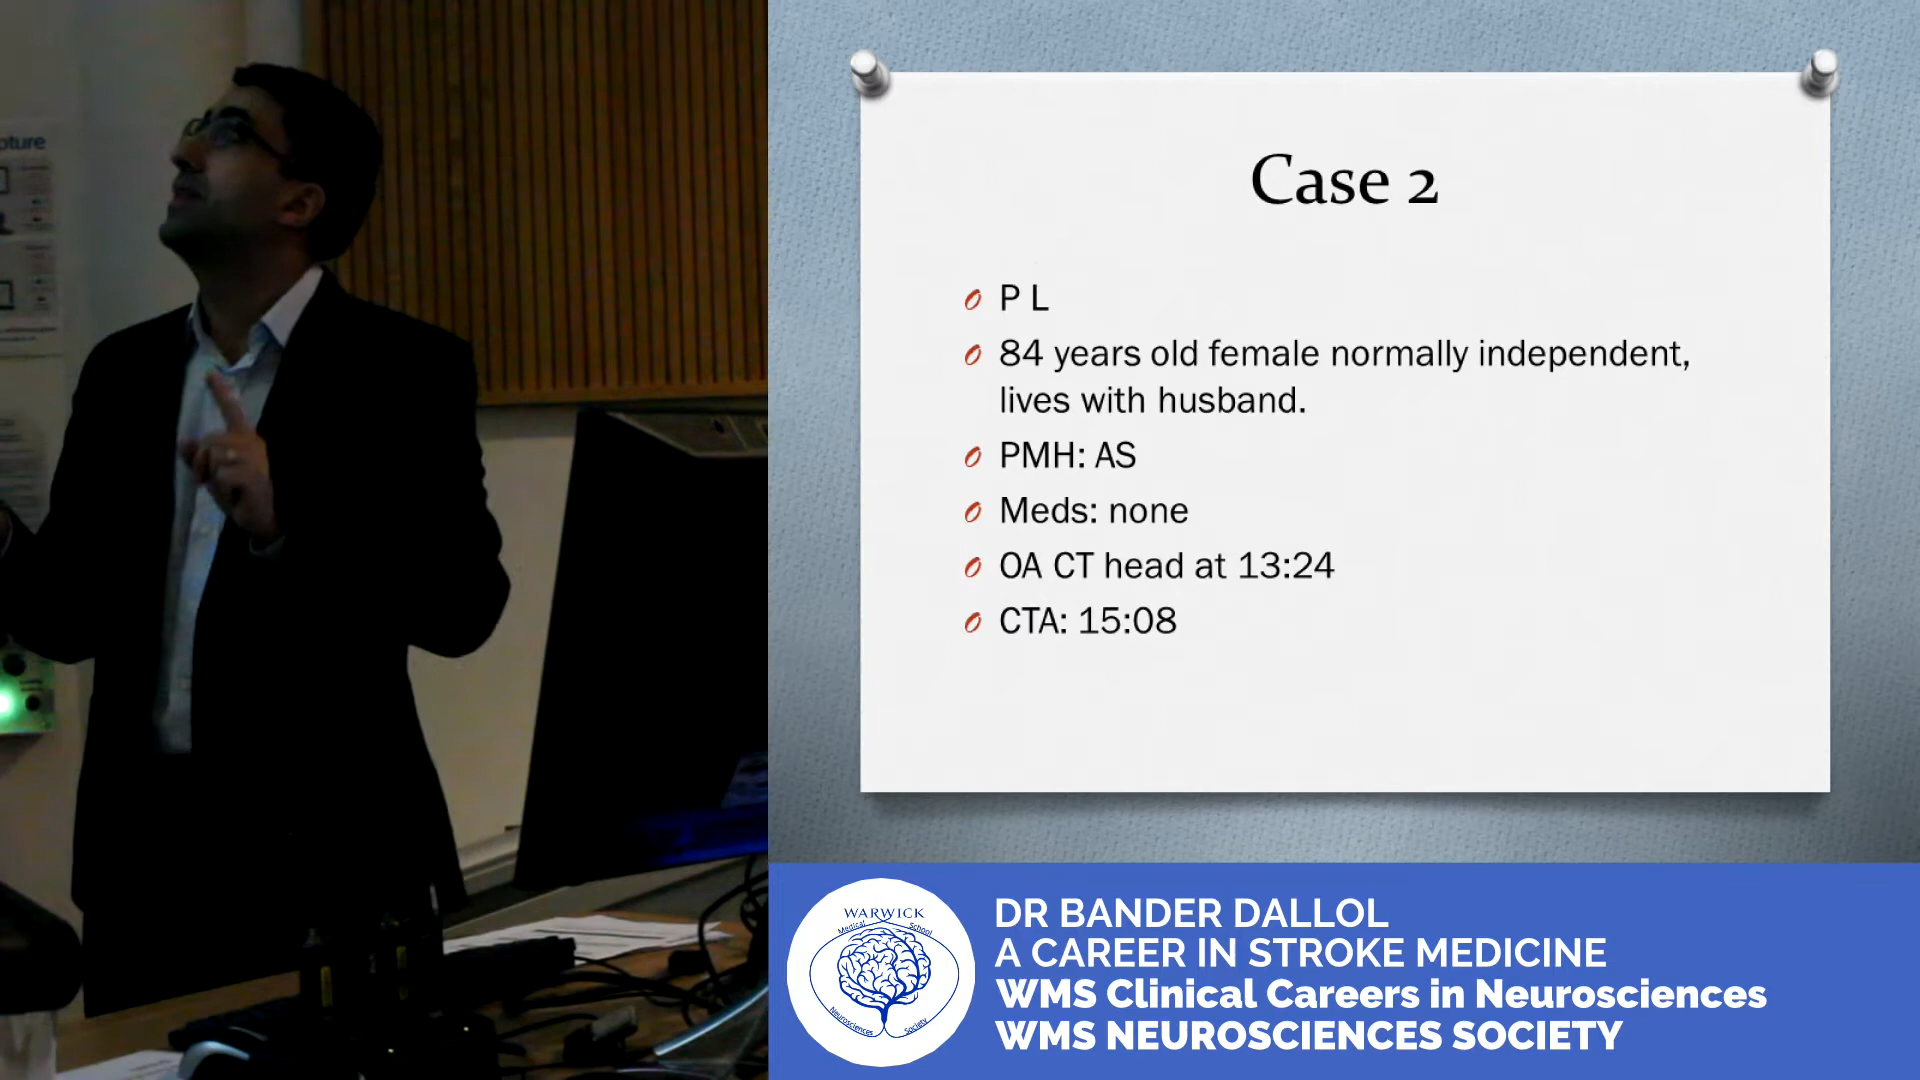 pture
Case 2
P L
84 years old female normally independent,
lives with husband.
PMH: AS
Meds: none
OA CT head at 13:24
CTA: 15:08
WARWICK
Medical School
Neurosciences Society
DR BANDER DALLOL
A CAREER IN STROKE MEDICINE
WMS Clinical Careers in Neurosciences
WMS NEUROSCIENCES SOCIETY